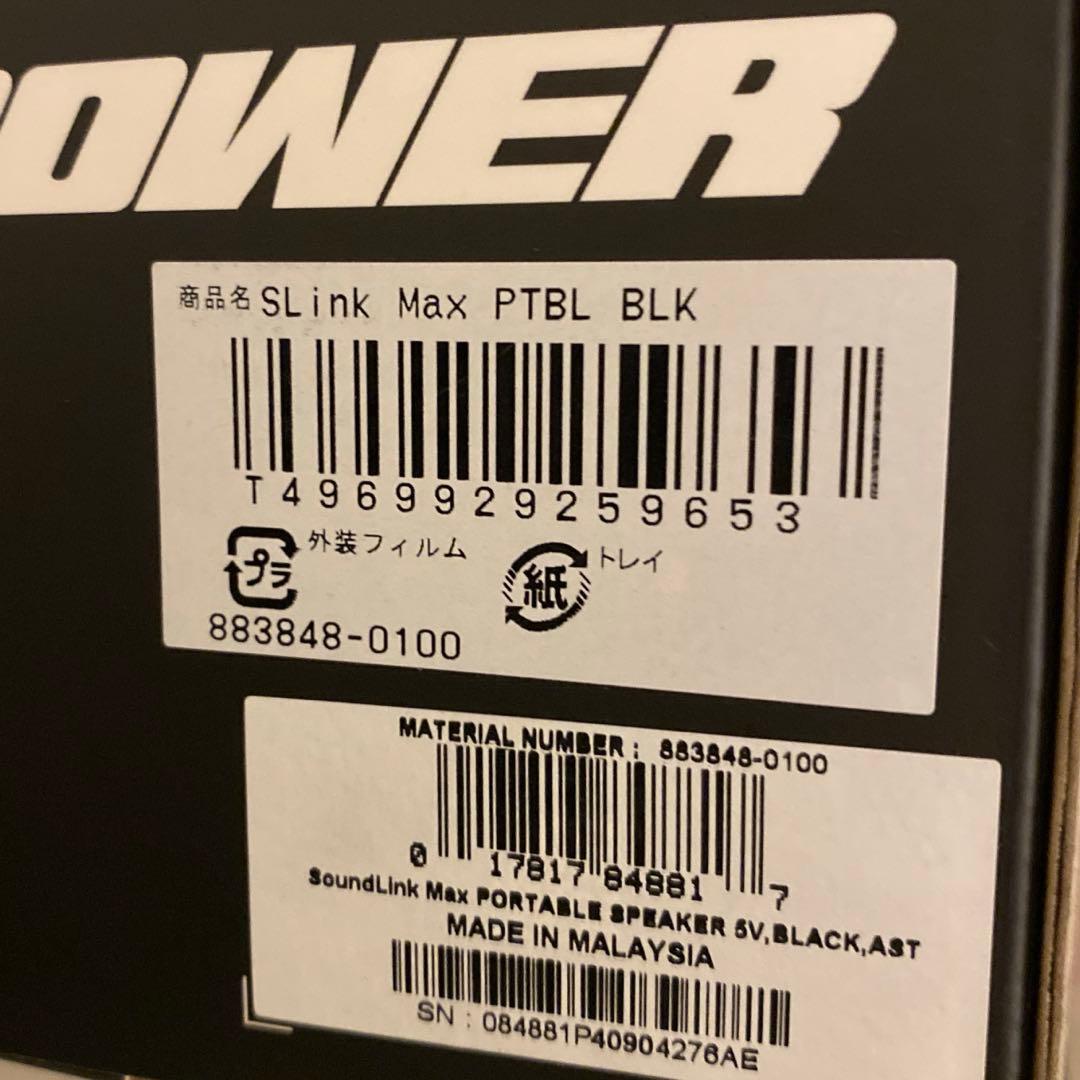 POWER
商品名 SLink Max PTBL BLK
T4969929259653
プラ 外装フィルム 紙 トレイ
883848-0100
MATERIAL NUMBER: 883848-0100
0 17817 84881 7
SoundLink Max PORTABLE SPEAKER 5V,BLACK,AST
MADE IN MALAYSIA
SN : 084881P40904276AE